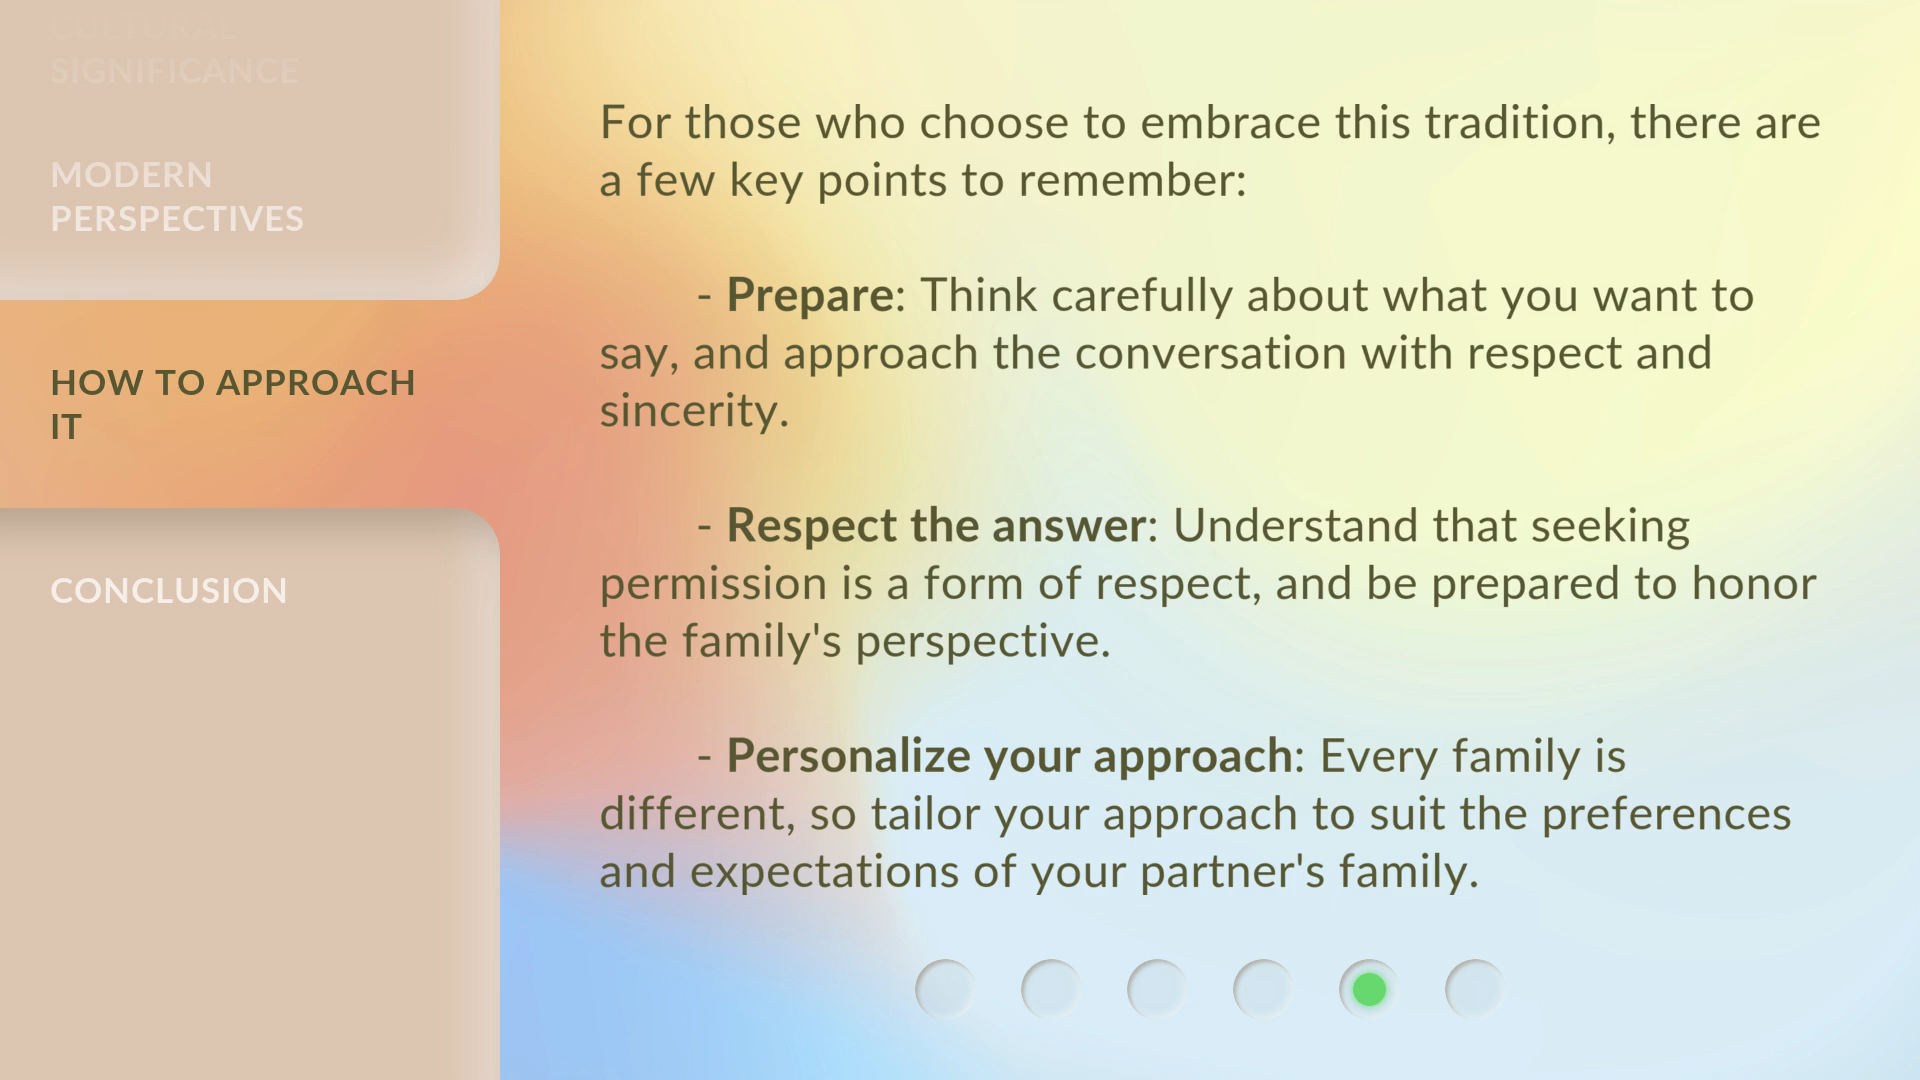 CULTURAL
SIGNIFICANCE
MODERN
PERSPECTIVES
HOW TO APPROACH
IT
CONCLUSION
For those who choose to embrace this tradition, there are
a few key points to remember:
- Prepare: Think carefully about what you want to
say, and approach the conversation with respect and
sincerity.
- Respect the answer: Understand that seeking
permission is a form of respect, and be prepared to honor
the family's perspective.
- Personalize your approach: Every family is
different, so tailor your approach to suit the preferences
and expectations of your partner's family.